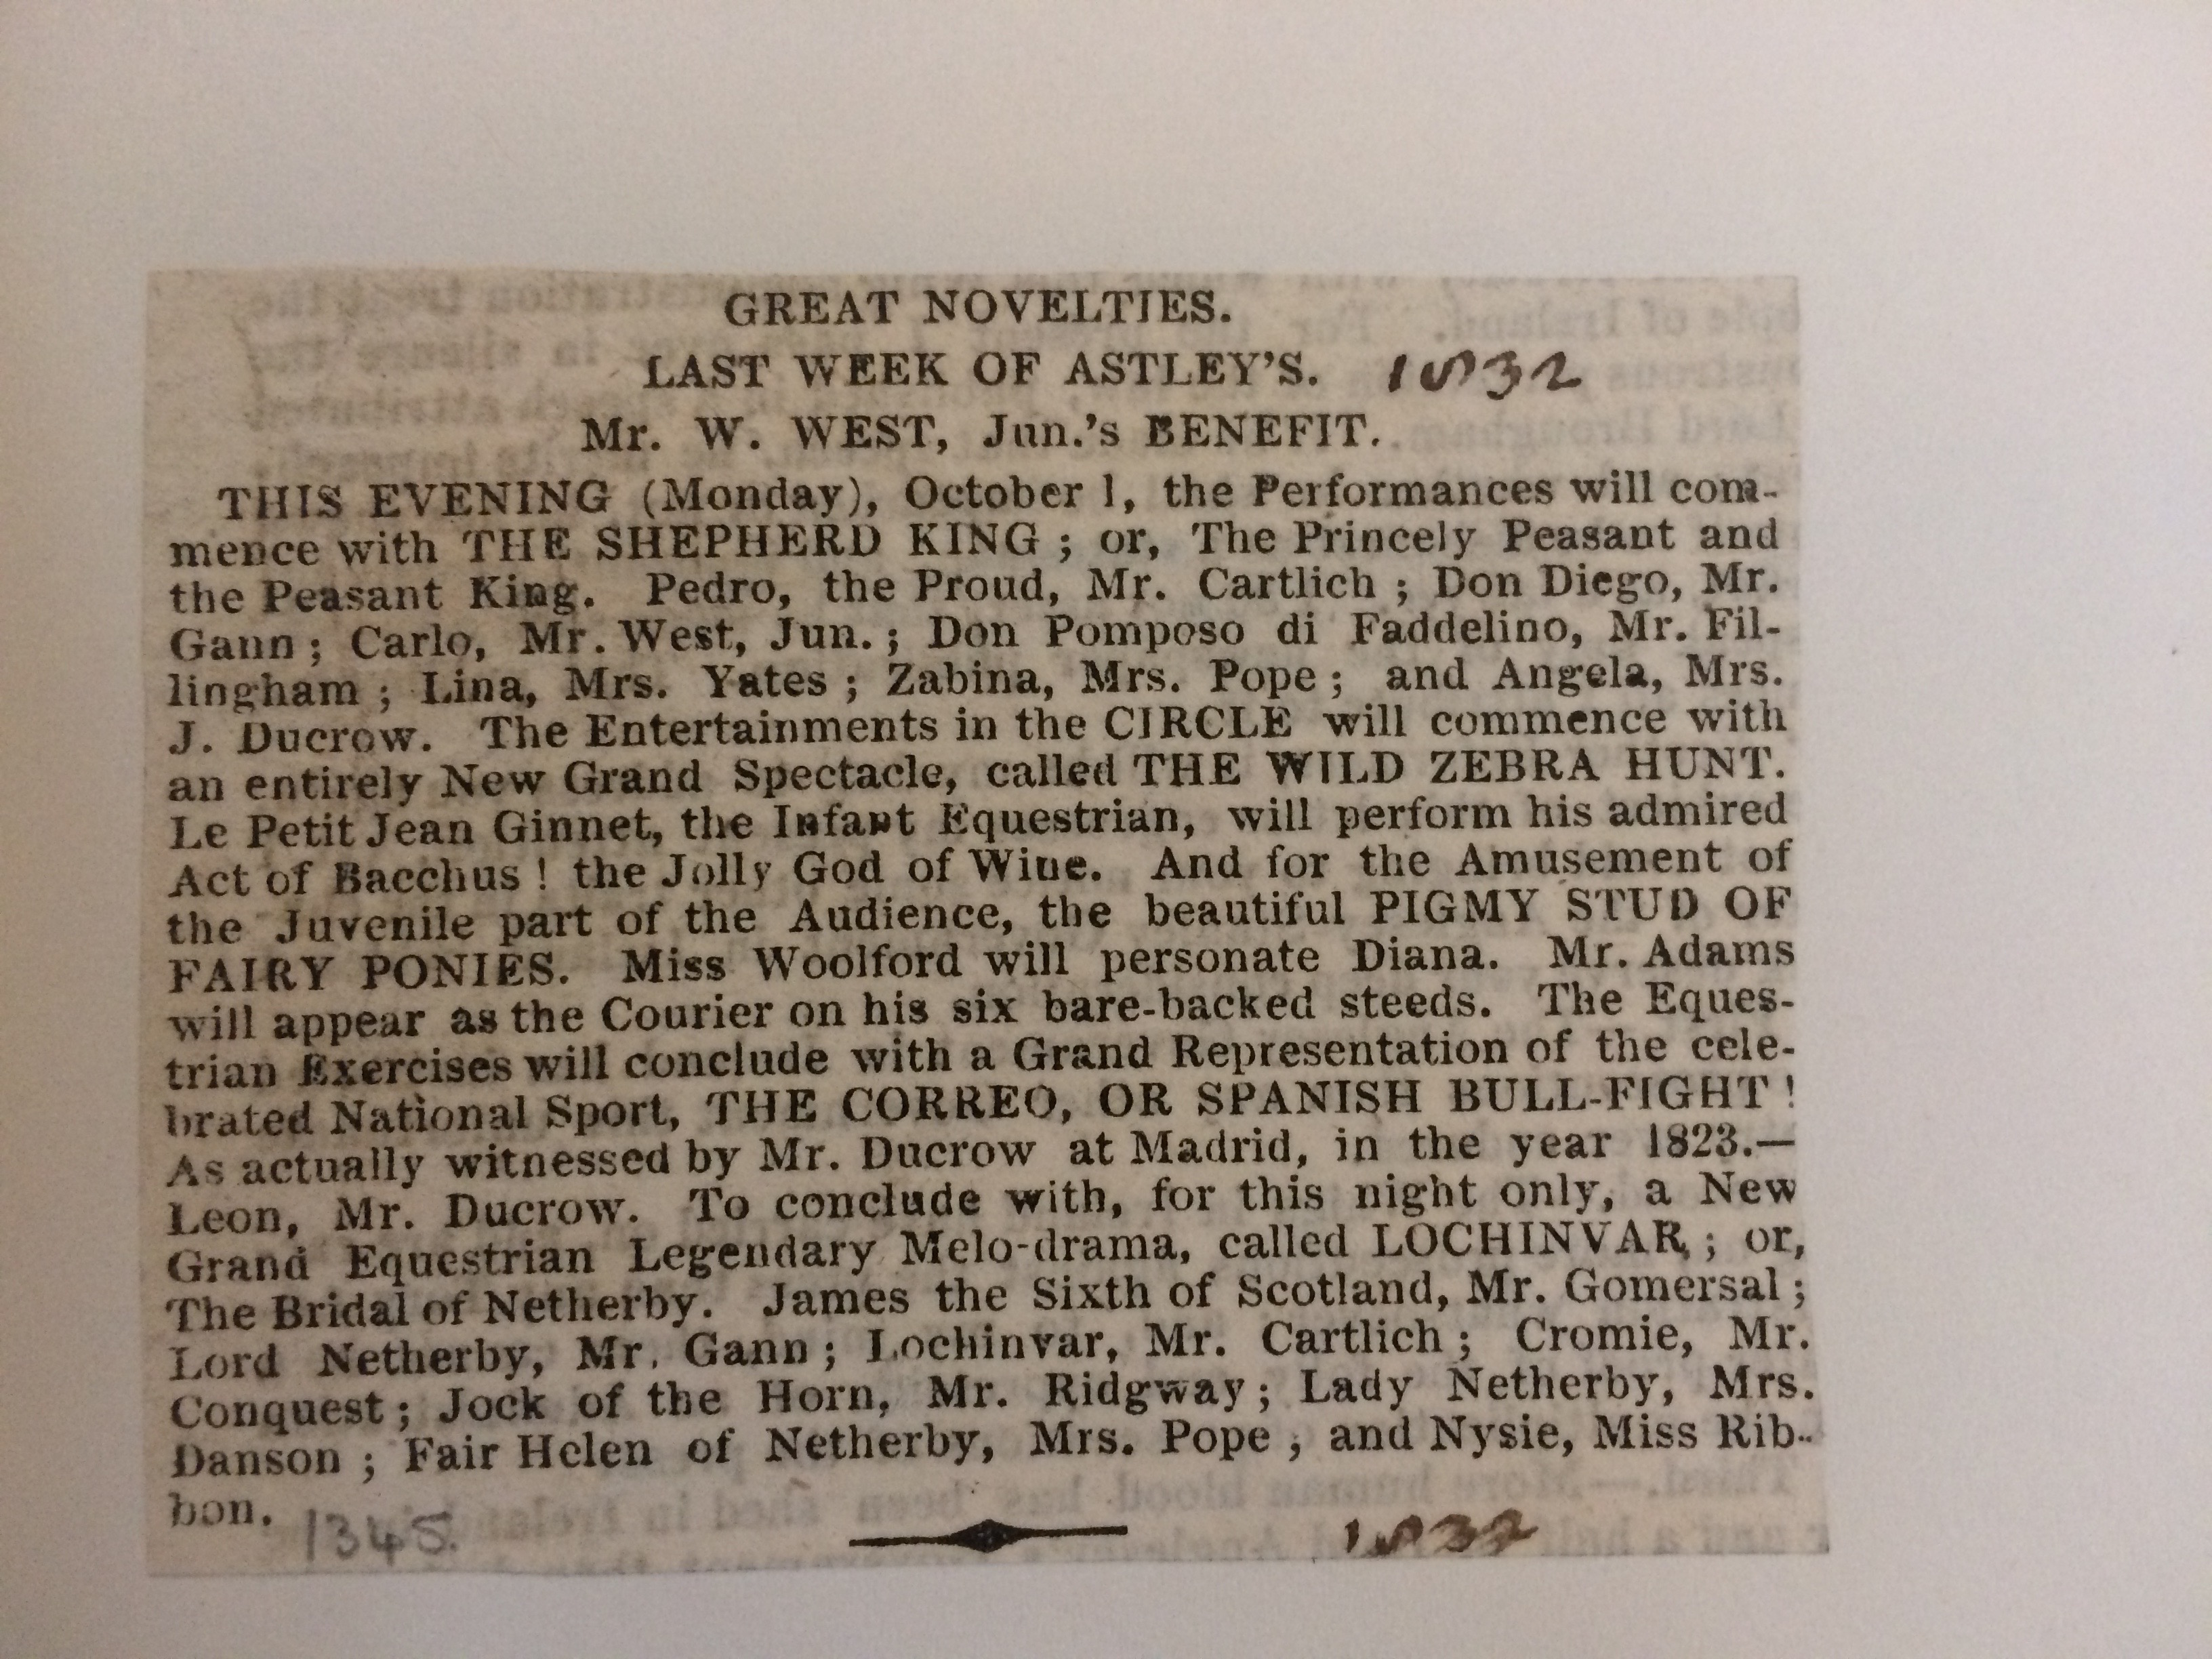 GREAT NOVELTIES.
LAST WEEK OF ASTLEY'S. 1832
Mr. W. WEST, Jun.'s BENEFIT.
THIS EVENING (Monday), October 1, the Performances will com-
mence with THE SHEPHERD KING ; or, The Princely Peasant and
the Peasant King. Pedro, the Proud, Mr. Cartlich ; Don Diego, Mr.
Gann ; Carlo, Mr. West, Jun. ; Don Pomposo di Faddelino, Mr. Fil-
lingham ; Lina, Mrs. Yates ; Zabina, Mrs. Pope ; and Angela, Mrs.
J. Ducrow. The Entertainments in the CIRCLE will commence with
an entirely New Grand Spectacle, called THE WILD ZEBRA HUNT.
Le Petit Jean Ginnet, the Infant Equestrian, will perform his admired
Act of Bacchus ! the Jolly God of Wine. And for the Amusement of
the Juvenile part of the Audience, the beautiful PIGMY STUD OF
FAIRY PONIES. Miss Woolford will personate Diana. Mr. Adams
will appear as the Courier on his six bare-backed steeds. The Eques-
trian Exercises will conclude with a Grand Representation of the cele-
brated National Sport, THE CORREO, OR SPANISH BULL-FIGHT !
As actually witnessed by Mr. Ducrow at Madrid, in the year 1823.—
Leon, Mr. Ducrow. To conclude with, for this night only, a New
Grand Equestrian Legendary Melo-drama, called LOCHINVAR ; or,
The Bridal of Netherby. James the Sixth of Scotland, Mr. Gomersal ;
Lord Netherby, Mr. Gann ; Lochinvar, Mr. Cartlich ; Cromie, Mr.
Conquest ; Jock of the Horn, Mr. Ridgway ; Lady Netherby, Mrs.
Danson ; Fair Helen of Netherby, Mrs. Pope , and Nysie, Miss Rib-
bon.
1345. 1832